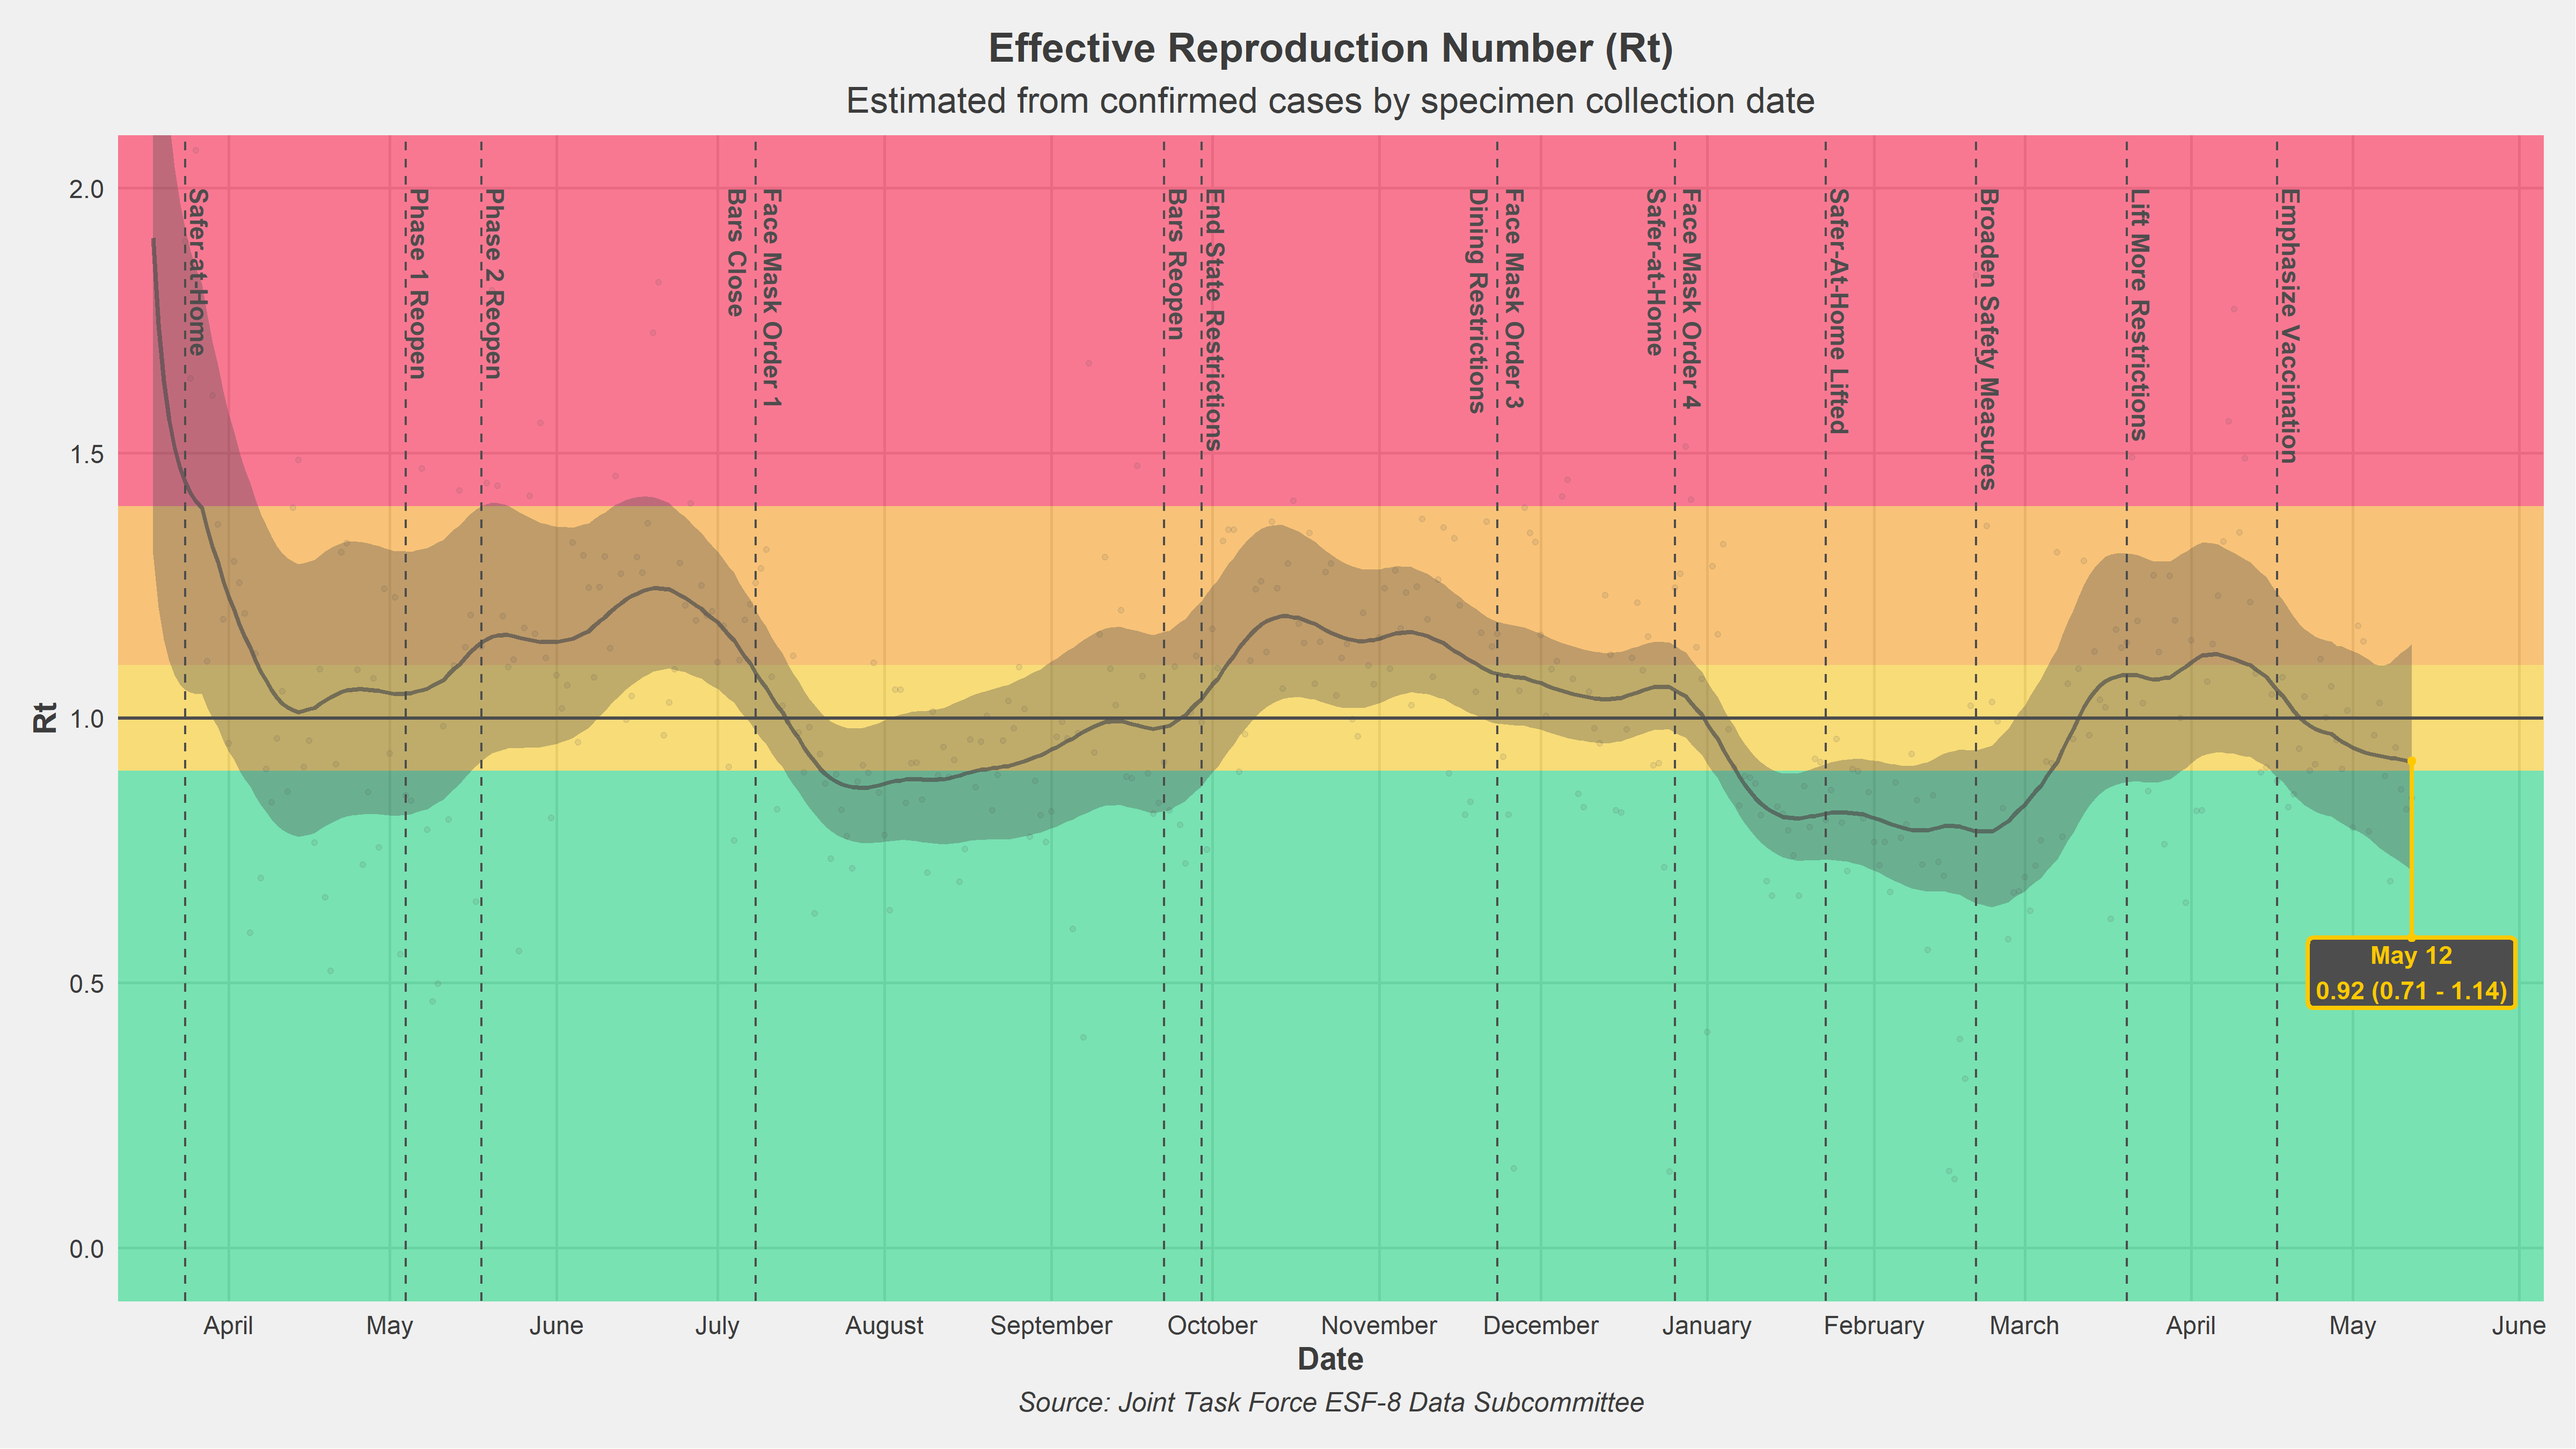 Effective Reproduction Number (Rt)
Estimated from confirmed cases by specimen collection date
Rt
2.0
1.5
1.0
0.5
0.0
Safer-at-Home
Phase 1 Reopen
Phase 2 Reopen
Bars Close
Face Mask Order 1
Bars Reopen
End State Restrictions
Dining Restrictions
Face Mask Order 3
Safer-at-Home
Face Mask Order 4
Safer-At-Home Lifted
Broaden Safety Measures
Lift More Restrictions
Emphasize Vaccination
May 12
0.92 (0.71 - 1.14)
April May June July August September October November December January February March April May June
Date
Source: Joint Task Force ESF-8 Data Subcommittee